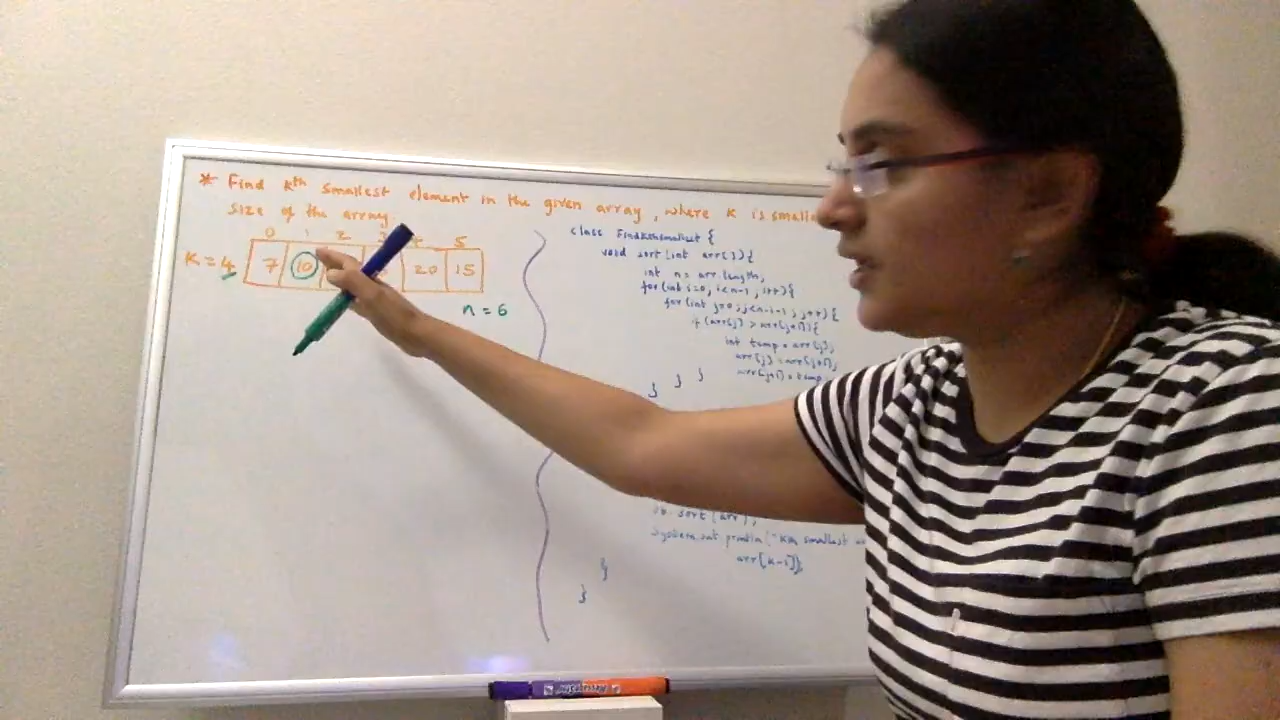 * Find kth smallest element in the given array, where K is small
size of the array.
0 1 2 3 5
K = 4 7 10 20 15
n = 6
class FindKthsmallest {
void sort (int arr[]) {
int n = arr.length;
for(int i=0; i<n-1; i++){
for(int j=0; j<n-i-1; j++) {
if (arr[j] > arr[j+1]) {
int temp = arr[j];
arr[j] = arr[j+1];
arr[j+1] = temp
} } }
sort (arr);
System.out.println ("Kth smallest
arr[k-1]);
}
}